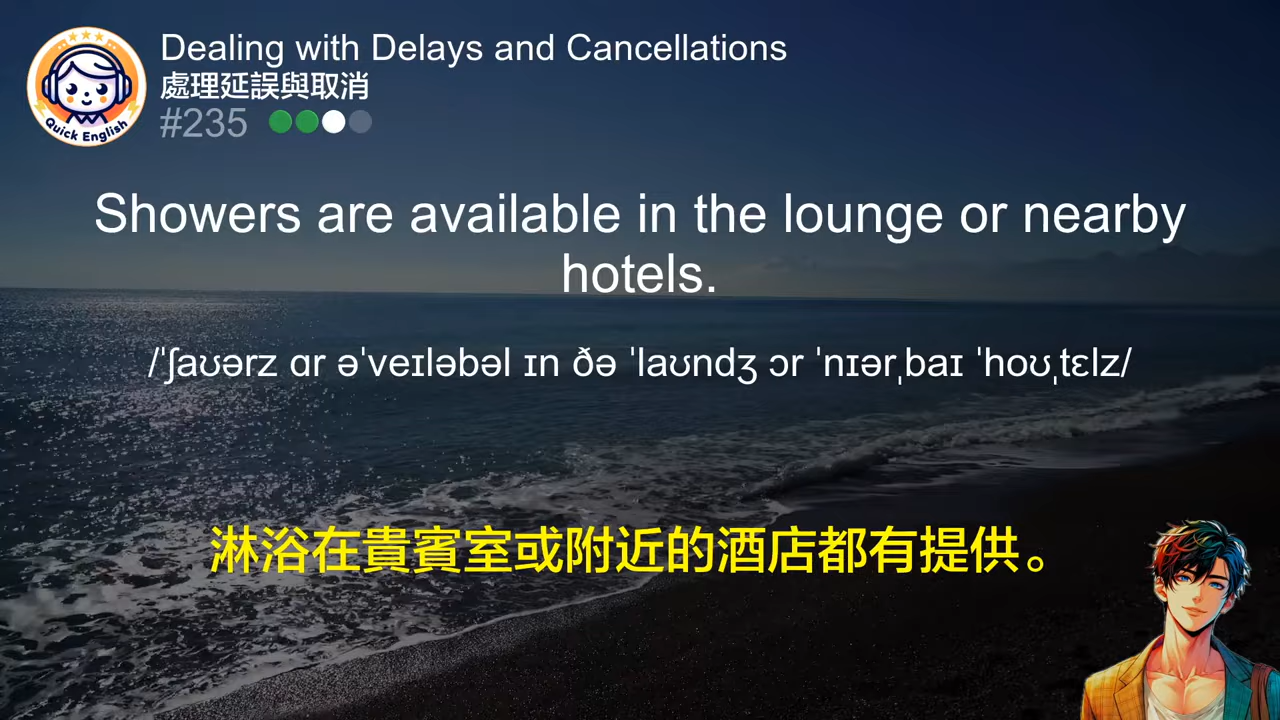 Dealing with Delays and Cancellations
處理延誤與取消
#235
Quick English
Showers are available in the lounge or nearby
hotels.
/ˈʃaʊərz ɑr əˈveɪləbəl ɪn ðə ˈlaʊndʒ ɔr ˈnɪərˌbaɪ ˈhoʊˌtɛlz/
淋浴在貴賓室或附近的酒店都有提供。